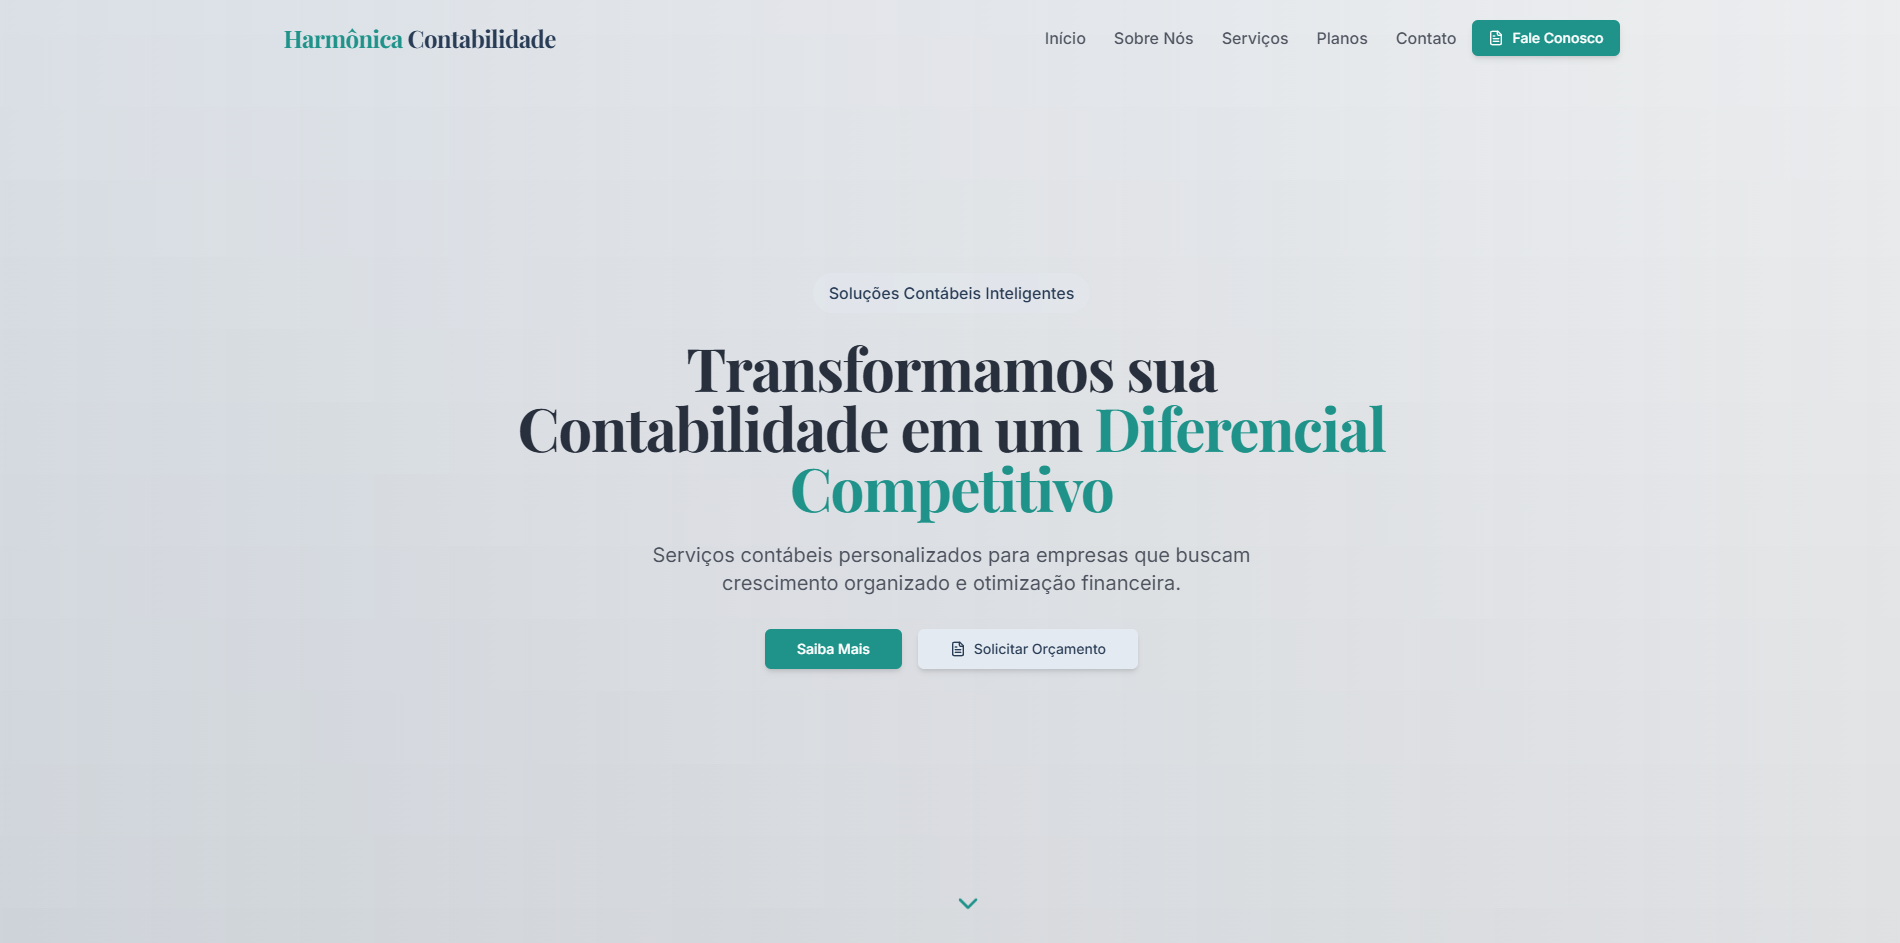 Harmônica Contabilidade
Início
Sobre Nós
Serviços
Planos
Contato
Fale Conosco
Soluções Contábeis Inteligentes
Transformamos sua
Contabilidade em um Diferencial
Competitivo
Serviços contábeis personalizados para empresas que buscam
crescimento organizado e otimização financeira.
Saiba Mais
Solicitar Orçamento